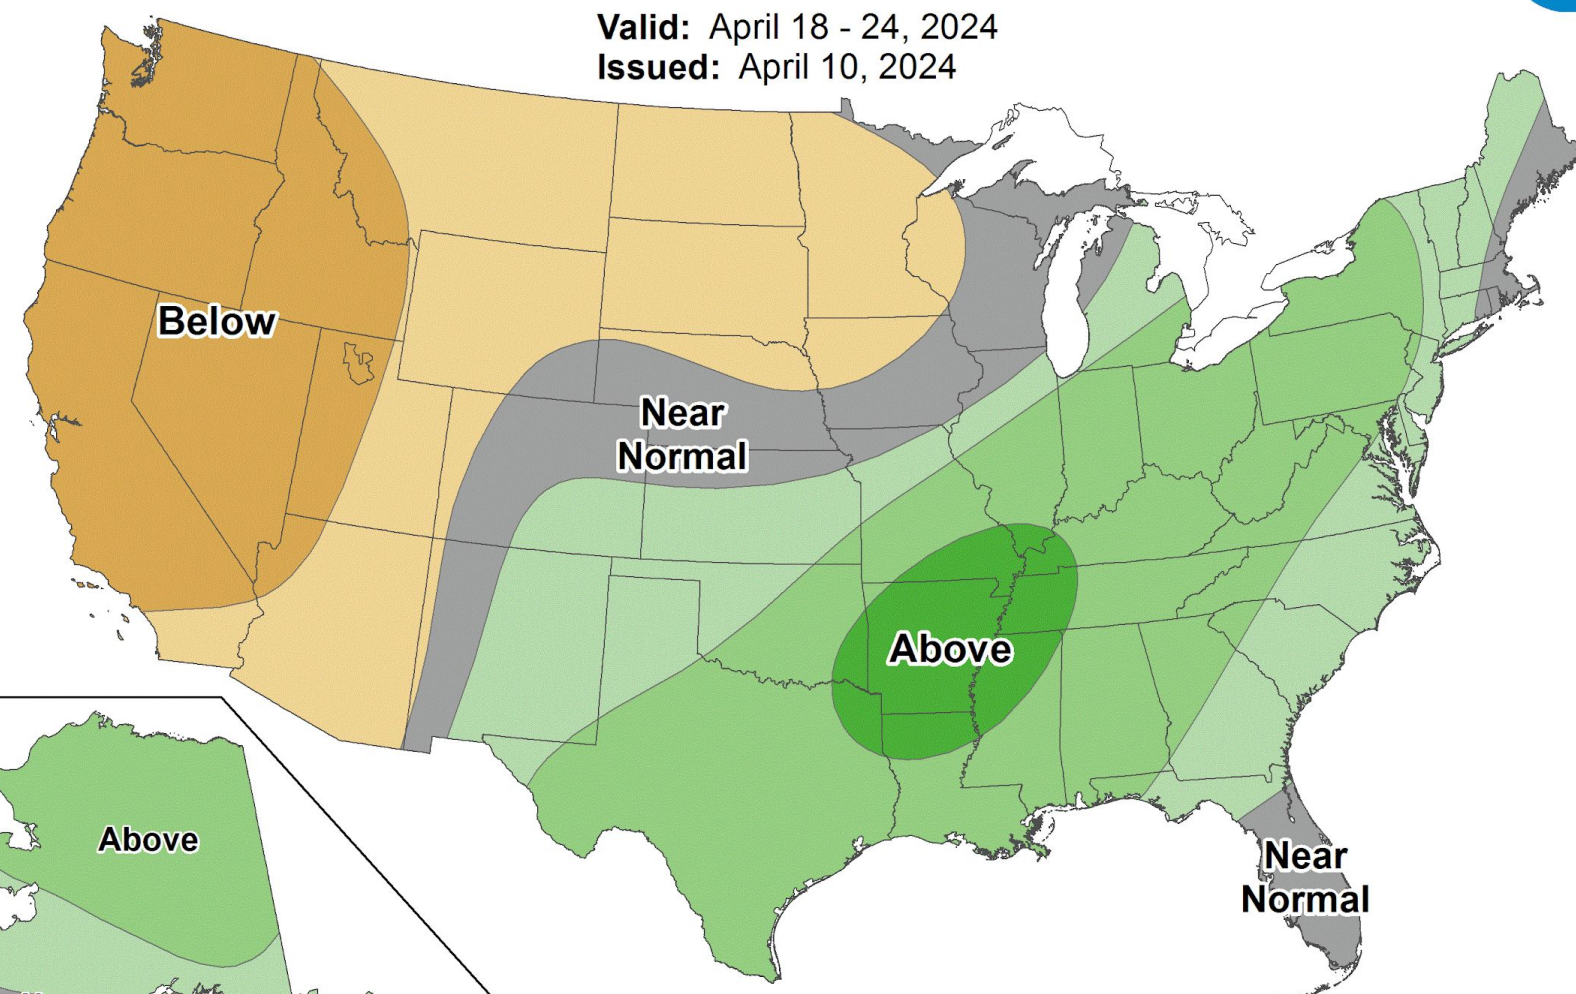 Valid: April 18 - 24, 2024
Issued: April 10, 2024
Below
Near
Normal
Above
Above
Near
Normal